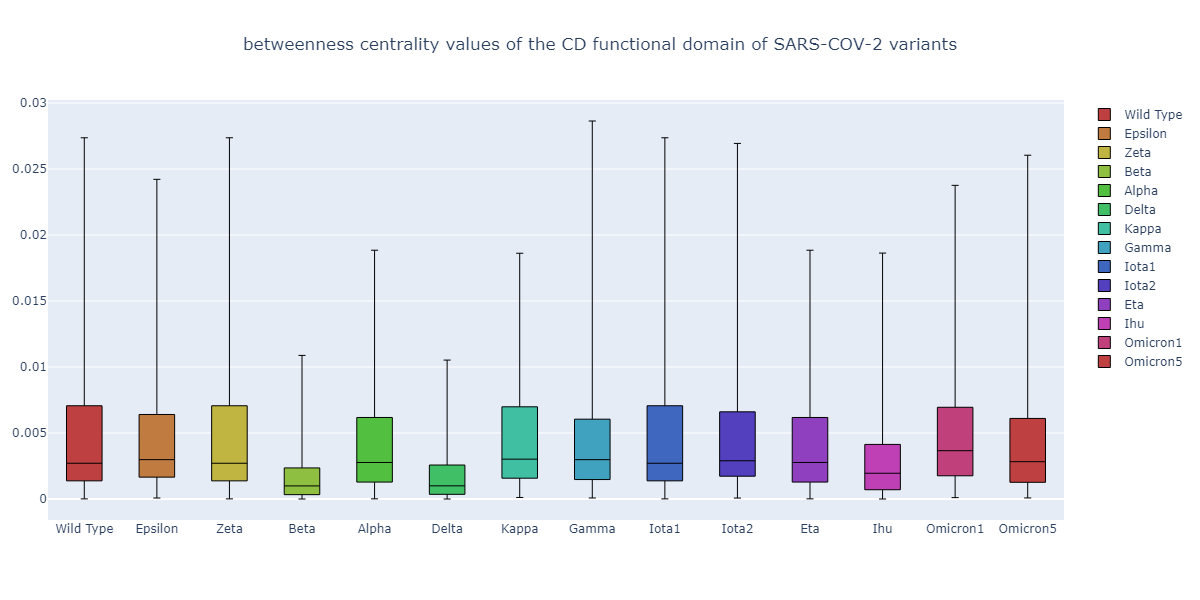 betweenness centrality values of the CD functional domain of SARS-COV-2 variants
0.03
0.025
0.02
0.015
0.01
0.005
0
Wild Type Epsilon Zeta Beta Alpha Delta Kappa Gamma Iota1 Iota2 Eta Ihu Omicron1 Omicron5
Wild Type
Epsilon
Zeta
Beta
Alpha
Delta
Kappa
Gamma
Iota1
Iota2
Eta
Ihu
Omicron1
Omicron5